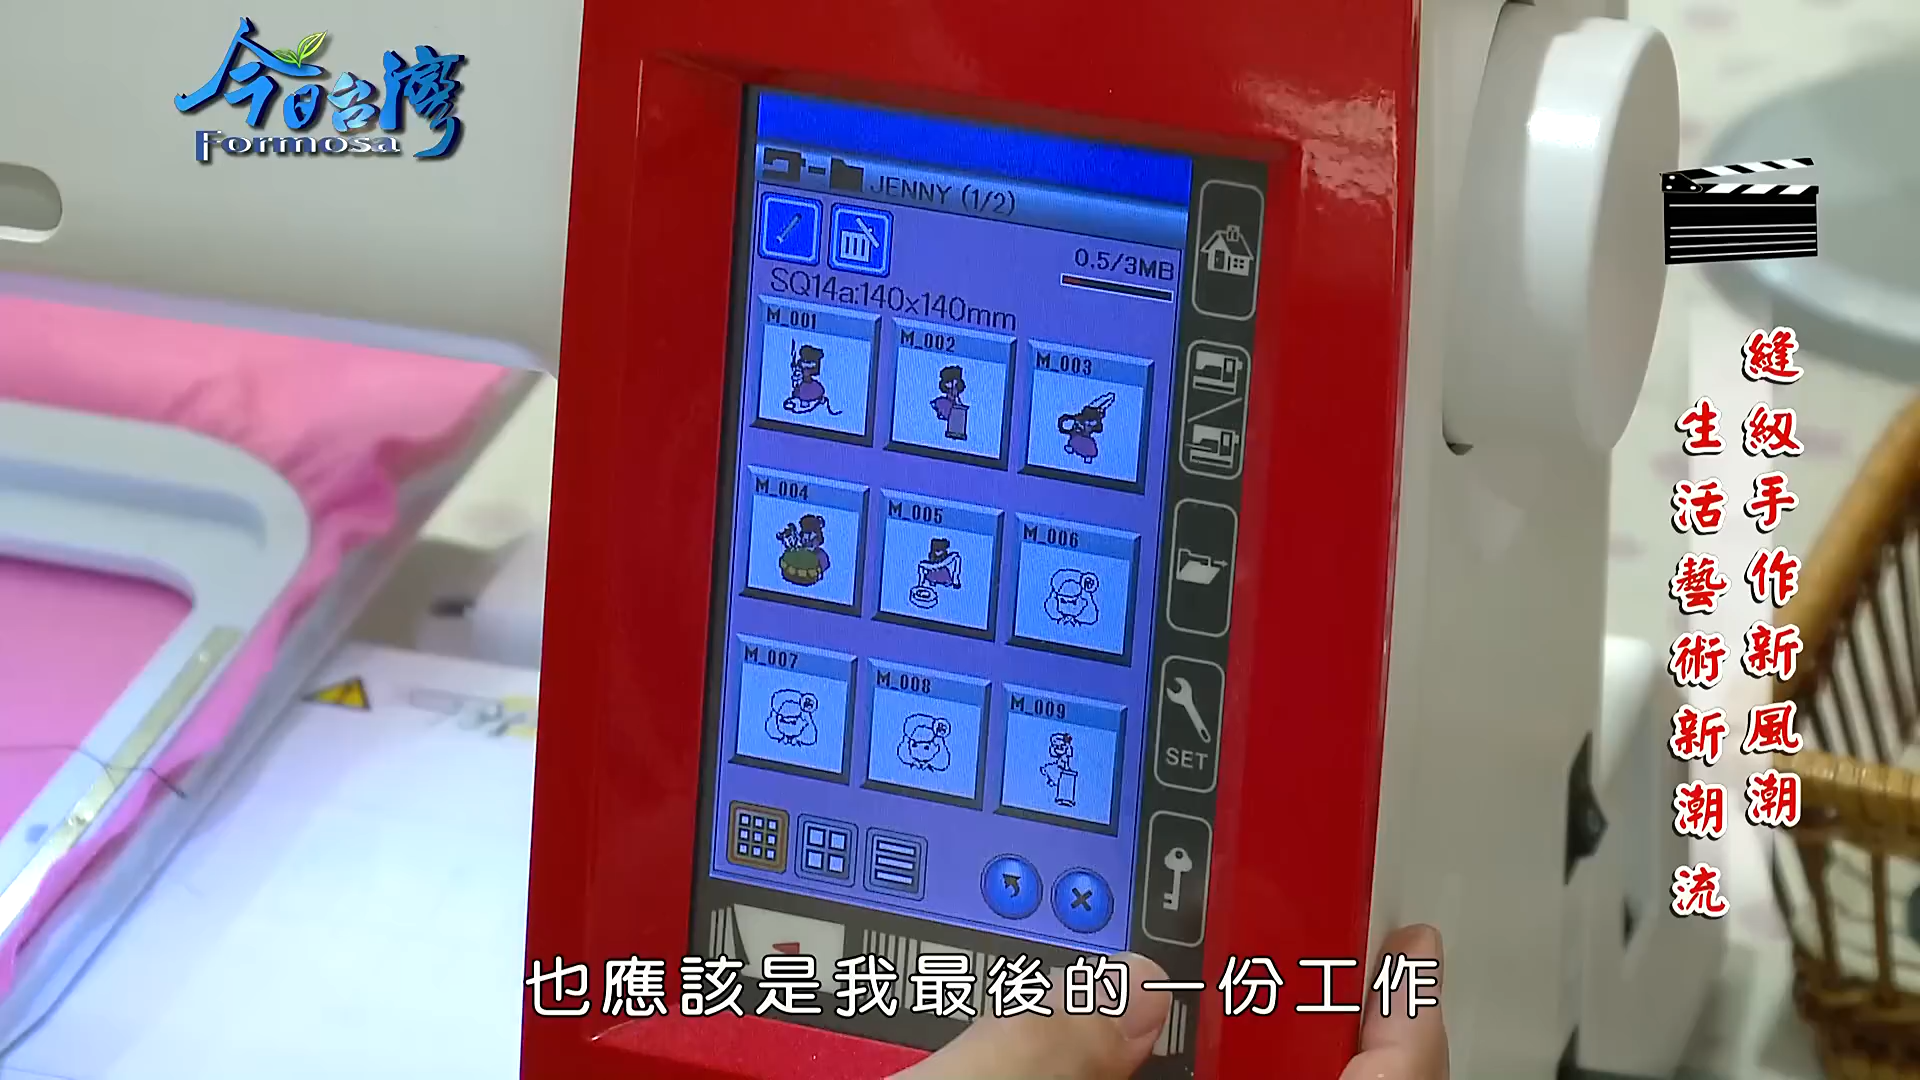 今日台灣
Formosa
JENNY (1/2)
0.5/3MB
SQ14a:140x140mm
M_001
M_002
M_003
M_004
M_005
M_006
M_007
M_008
M_009
SET
縫紉手作新風潮
生活藝術新潮流
也應該是我最後的一份工作